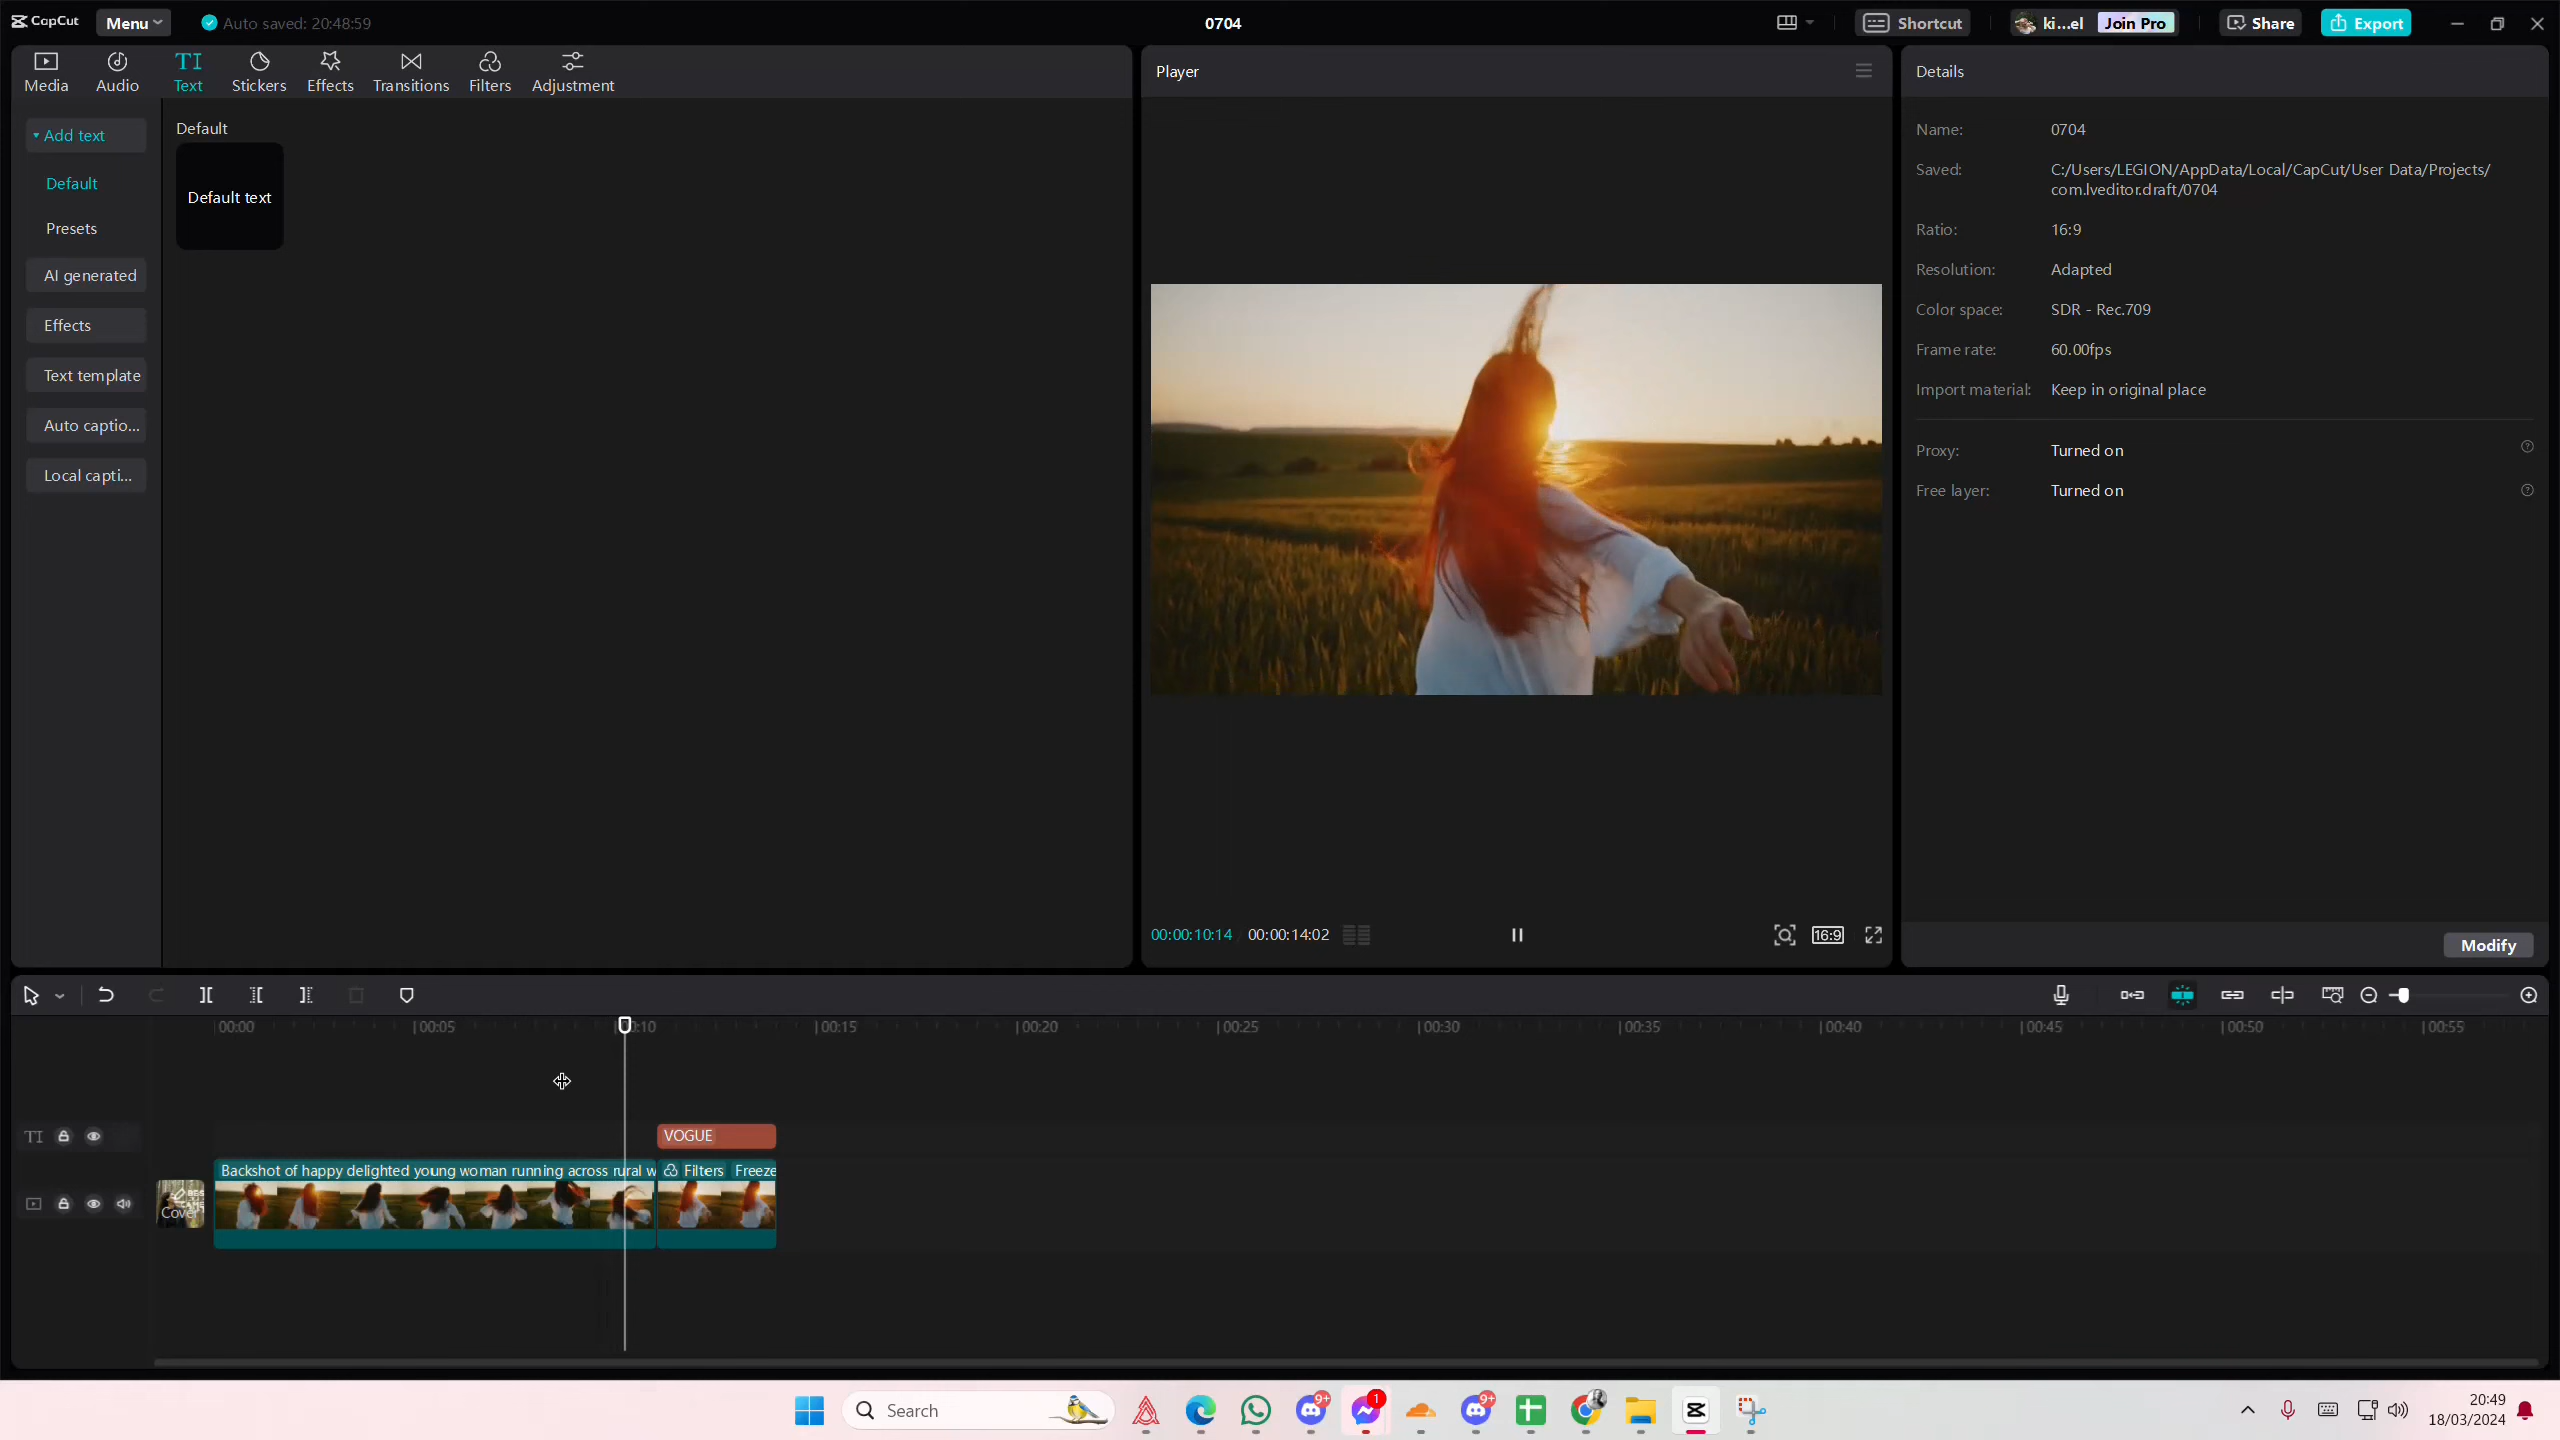 CapCut
Menu
Auto saved: 20:48:59
0704
Shortcut
ki...el
Join Pro
Share
Export
Media
Audio
TI
Text
Stickers
Effects
Transitions
Filters
Adjustment
Player
Details
Add text
Default
Presets
AI generated
Effects
Text template
Auto captio...
Local capti...
Default
Default text
Name: 0704
Saved: C:/Users/LEGION/AppData/Local/CapCut/User Data/Projects/
com.lveditor.draft/0704
Ratio: 16:9
Resolution: Adapted
Color space: SDR - Rec.709
Frame rate: 60.00fps
Import material: Keep in original place
Proxy: Turned on
Free layer: Turned on
00:00:10:14 00:00:14:02
16:9
Modify
00:00
00:05
00:10
00:15
00:20
00:25
00:30
00:35
00:40
00:45
00:50
00:55
TI
VOGUE
Backshot of happy delighted young woman running across rural w
Filters
Freeze
Cover
Search
9+
1
9+
20:49
18/03/2024